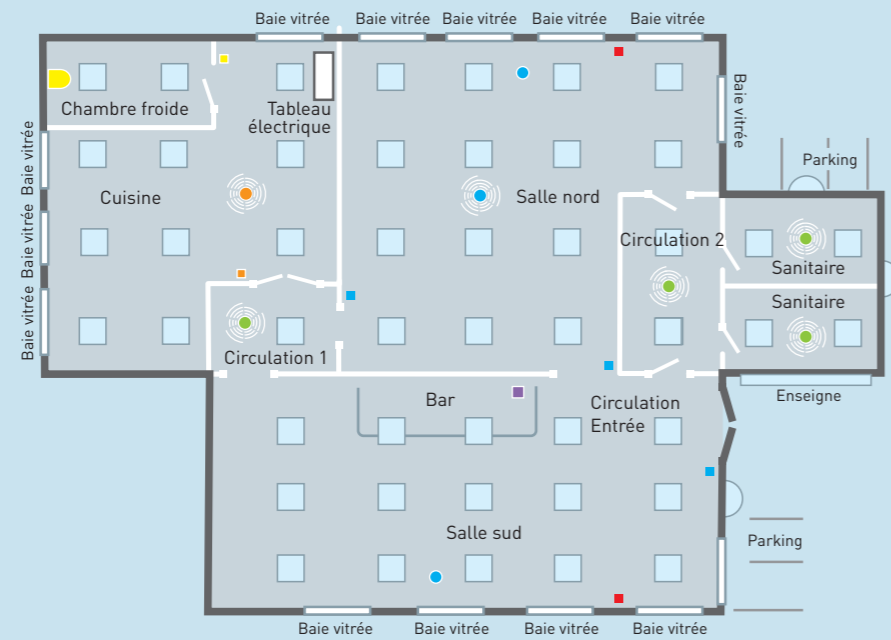 Baie vitrée
Baie vitrée
Baie vitrée
Baie vitrée
Baie vitrée
Chambre froide
Tableau
électrique
Baie vitrée
Parking
Baie vitrée
Cuisine
Salle nord
Circulation 2
Baie vitrée
Sanitaire
Sanitaire
Baie vitrée
Circulation 1
Bar
Circulation
Entrée
Enseigne
Salle sud
Parking
Baie vitrée
Baie vitrée
Baie vitrée
Baie vitrée